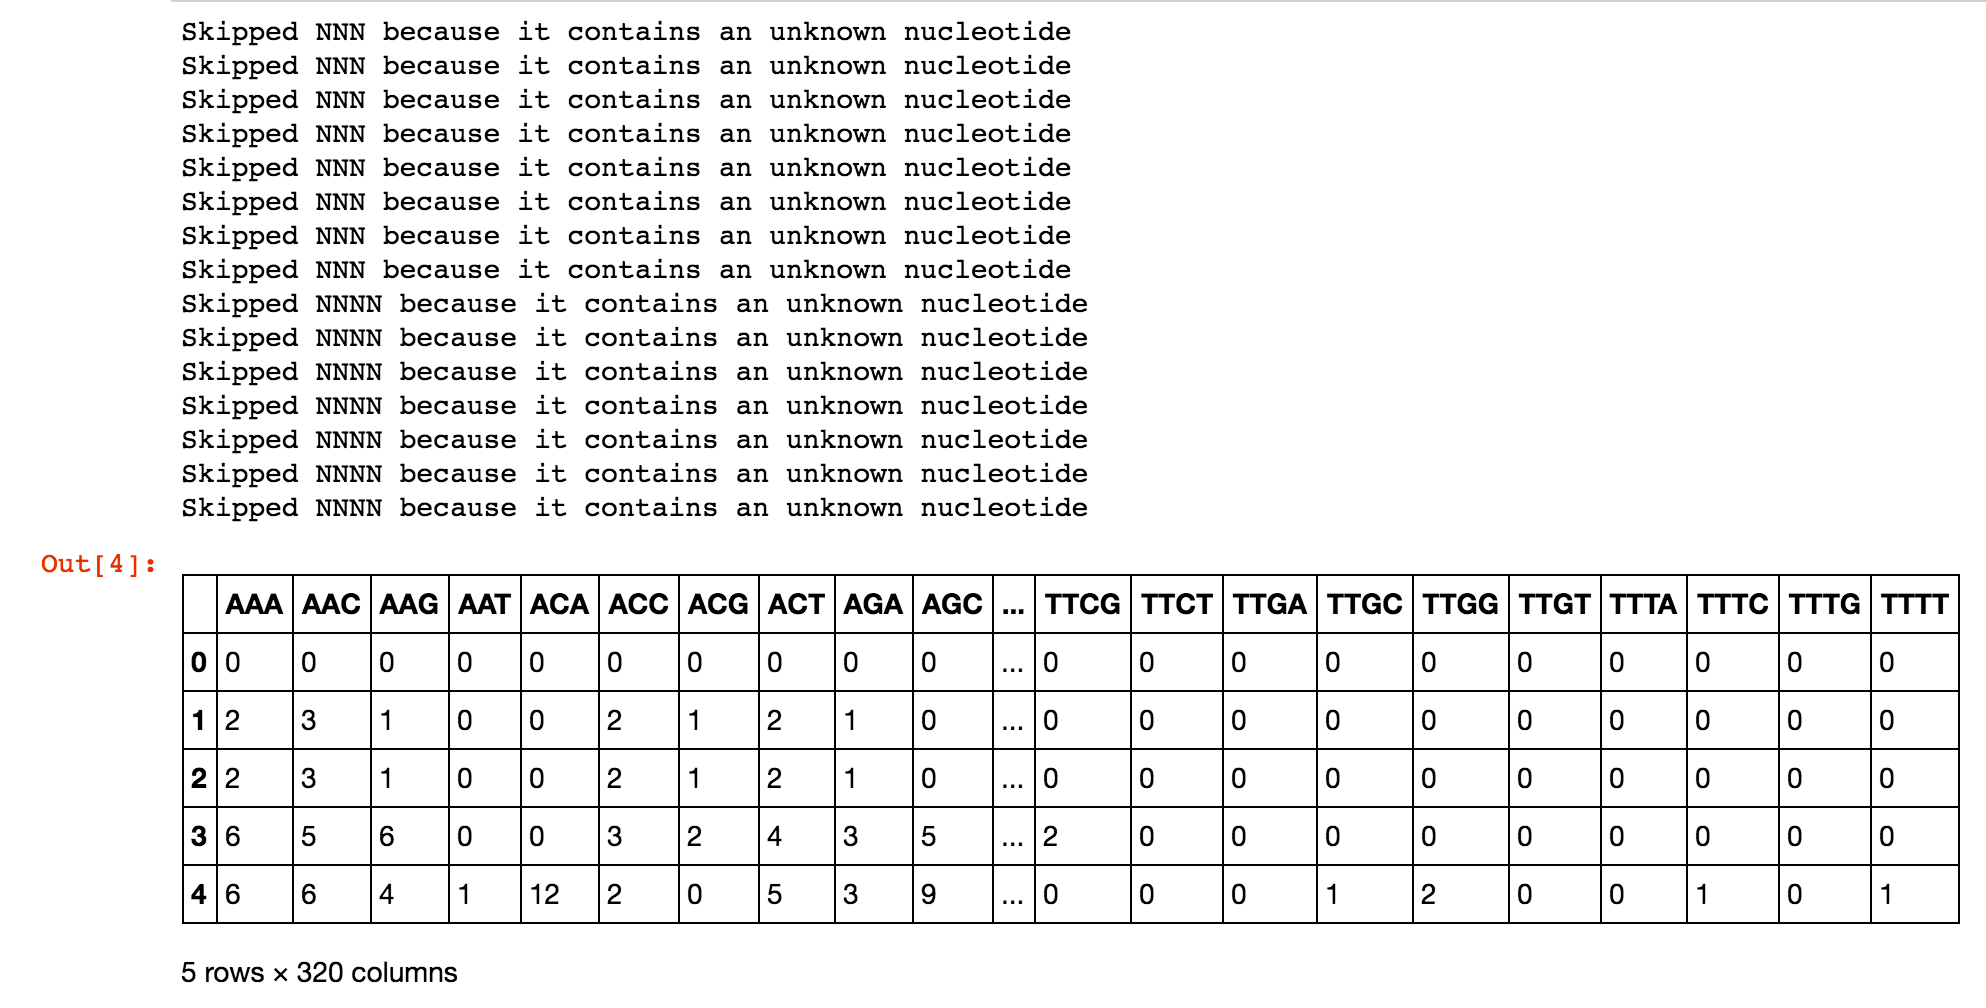 Skipped NNN because it contains an unknown nucleotide
Skipped NNN because it contains an unknown nucleotide
Skipped NNN because it contains an unknown nucleotide
Skipped NNN because it contains an unknown nucleotide
Skipped NNN because it contains an unknown nucleotide
Skipped NNN because it contains an unknown nucleotide
Skipped NNN because it contains an unknown nucleotide
Skipped NNN because it contains an unknown nucleotide
Skipped NNNN because it contains an unknown nucleotide
Skipped NNNN because it contains an unknown nucleotide
Skipped NNNN because it contains an unknown nucleotide
Skipped NNNN because it contains an unknown nucleotide
Skipped NNNN because it contains an unknown nucleotide
Skipped NNNN because it contains an unknown nucleotide
Skipped NNNN because it contains an unknown nucleotide
Out[4]:
AAA AAC AAG AAT ACA ACC ACG ACT AGA AGC ... TTCG TTCT TTGA TTGC TTGG TTGT TTTA TTTC TTTG TTTT
0 0 0 0 0 0 0 0 0 0 0 ... 0 0 0 0 0 0 0 0 0 0
1 2 3 1 0 0 2 1 2 1 0 ... 0 0 0 0 0 0 0 0 0 0
2 2 3 1 0 0 2 1 2 1 0 ... 0 0 0 0 0 0 0 0 0 0
3 6 5 6 0 0 3 2 4 3 5 ... 2 0 0 0 0 0 0 0 0 0
4 6 6 4 1 12 2 0 5 3 9 ... 0 0 0 1 2 0 0 1 0 1
5 rows × 320 columns